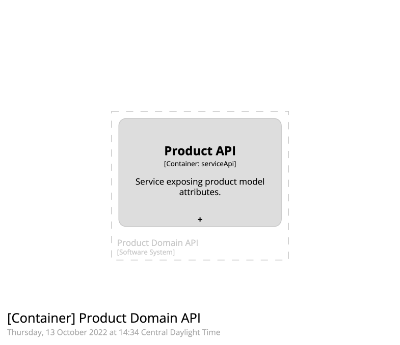 Product API
[Container: serviceApi]
Service exposing product model
attributes.
+
Product Domain API
[Software System]
[Container] Product Domain API
Thursday, 13 October 2022 at 14:34 Central Daylight Time